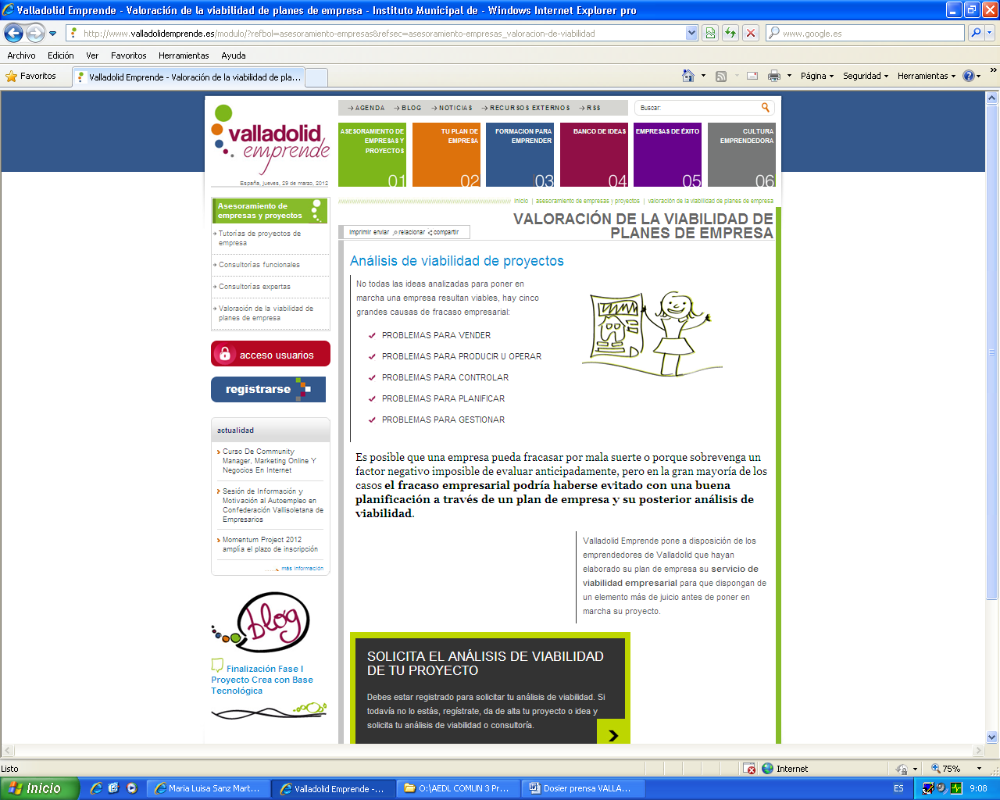 Valladolid Emprende - Valoración de la viabilidad de planes de empresa - Instituto Municipal de - Windows Internet Explorer pro
http://www.valladolidemprende.es/modulo/?refbol=asesoramiento-empresas&refsec=asesoramiento-empresas_valoracion-de-viabilidad
www.google.es
Archivo Edición Ver Favoritos Herramientas Ayuda
Favoritos
Valladolid Emprende - Valoración de la viabilidad de pla...
Página Seguridad Herramientas
valladolid
emprende
España, jueves, 29 de marzo, 2012
AGENDA BLOG NOTICIAS RECURSOS EXTERNOS RSS
Buscar:
ASESORAMIENTO DE
EMPRESAS Y
PROYECTOS
01
TU PLAN DE
EMPRESA
02
FORMACION PARA
EMPRENDER
03
BANCO DE IDEAS
04
EMPRESAS DE ÉXITO
05
CULTURA
EMPRENDEDORA
06
Asesoramiento de
empresas y proyectos
Tutorías de proyectos de
empresa
Consultorías funcionales
Consultorías expertas
Valoración de la viabilidad de
planes de empresa
acceso usuarios
registrarse
actualidad
Curso De Community
Manager, Marketing Online Y
Negocios En Internet
Sesión de Información y
Motivación al Autoempleo en
Confederación Vallisoletana de
Empresarios
Momentum Project 2012
amplía el plazo de inscripción
más información
blog
Finalización Fase I
Proyecto Crea con Base
Tecnológica
Inicio | asesoramiento de empresas y proyectos | valoración de la viabilidad de planes de empresa
VALORACIÓN DE LA VIABILIDAD DE
PLANES DE EMPRESA
imprimir enviar relacionar compartir
Análisis de viabilidad de proyectos
No todas las ideas analizadas para poner en
marcha una empresa resultan viables, hay cinco
grandes causas de fracaso empresarial:
PROBLEMAS PARA VENDER
PROBLEMAS PARA PRODUCIR U OPERAR
PROBLEMAS PARA CONTROLAR
PROBLEMAS PARA PLANIFICAR
PROBLEMAS PARA GESTIONAR
Es posible que una empresa pueda fracasar por mala suerte o porque sobrevenga un
factor negativo imposible de evaluar anticipadamente, pero en la gran mayoría de los
casos el fracaso empresarial podría haberse evitado con una buena
planificación a través de un plan de empresa y su posterior análisis de
viabilidad.
Valladolid Emprende pone a disposición de los
emprendedores de Valladolid que hayan
elaborado su plan de empresa su servicio de
viabilidad empresarial para que dispongan de
un elemento más de juicio antes de poner en
marcha su proyecto.
SOLICITA EL ANÁLISIS DE VIABILIDAD
DE TU PROYECTO
Debes estar registrado para solicitar tu análisis de viabilidad. Si
todavía no lo estás, regístrate, da de alta tu proyecto o idea y
solicita tu análisis de viabilidad o consultoría.
Listo
Internet
75%
Inicio
Maria Luisa Sanz Mart...
Valladolid Emprende -...
O:\AEDL COMUN 3 Pr...
Dosier prensa VALLA...
ES
9:08